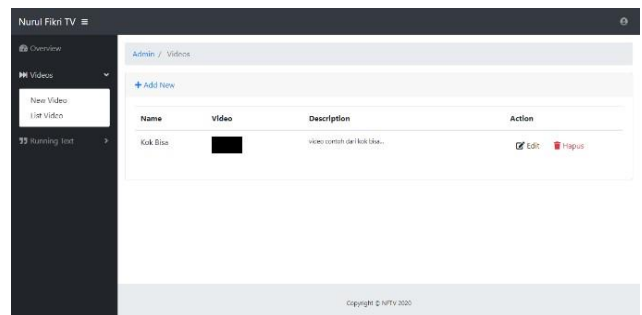 Nurul Fikri TV
Overview
Admin / Videos
Videos
Add New
New Video
List Video
Name Video Description Action
Running Text
Kok Bisa video contoh dari kok bisa... Edit Hapus
Copyright © NFTV 2020